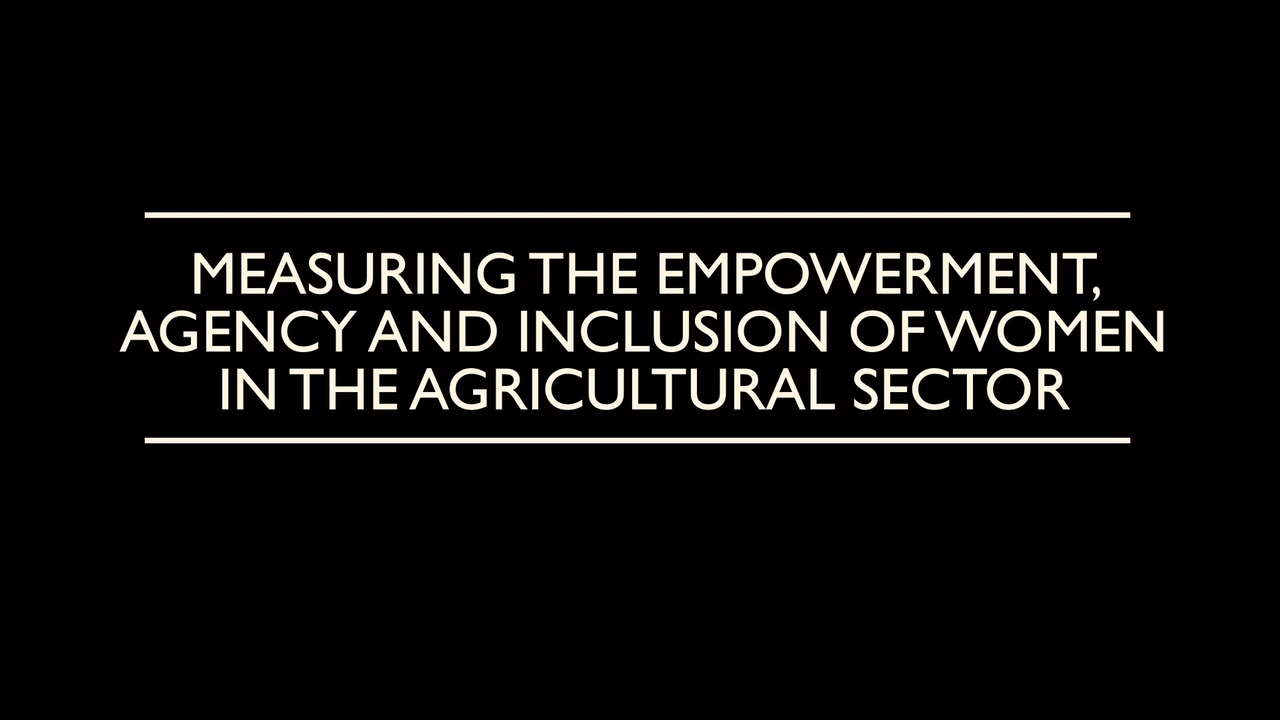 MEASURING THE EMPOWERMENT,
AGENCY AND INCLUSION OF WOMEN
IN THE AGRICULTURAL SECTOR